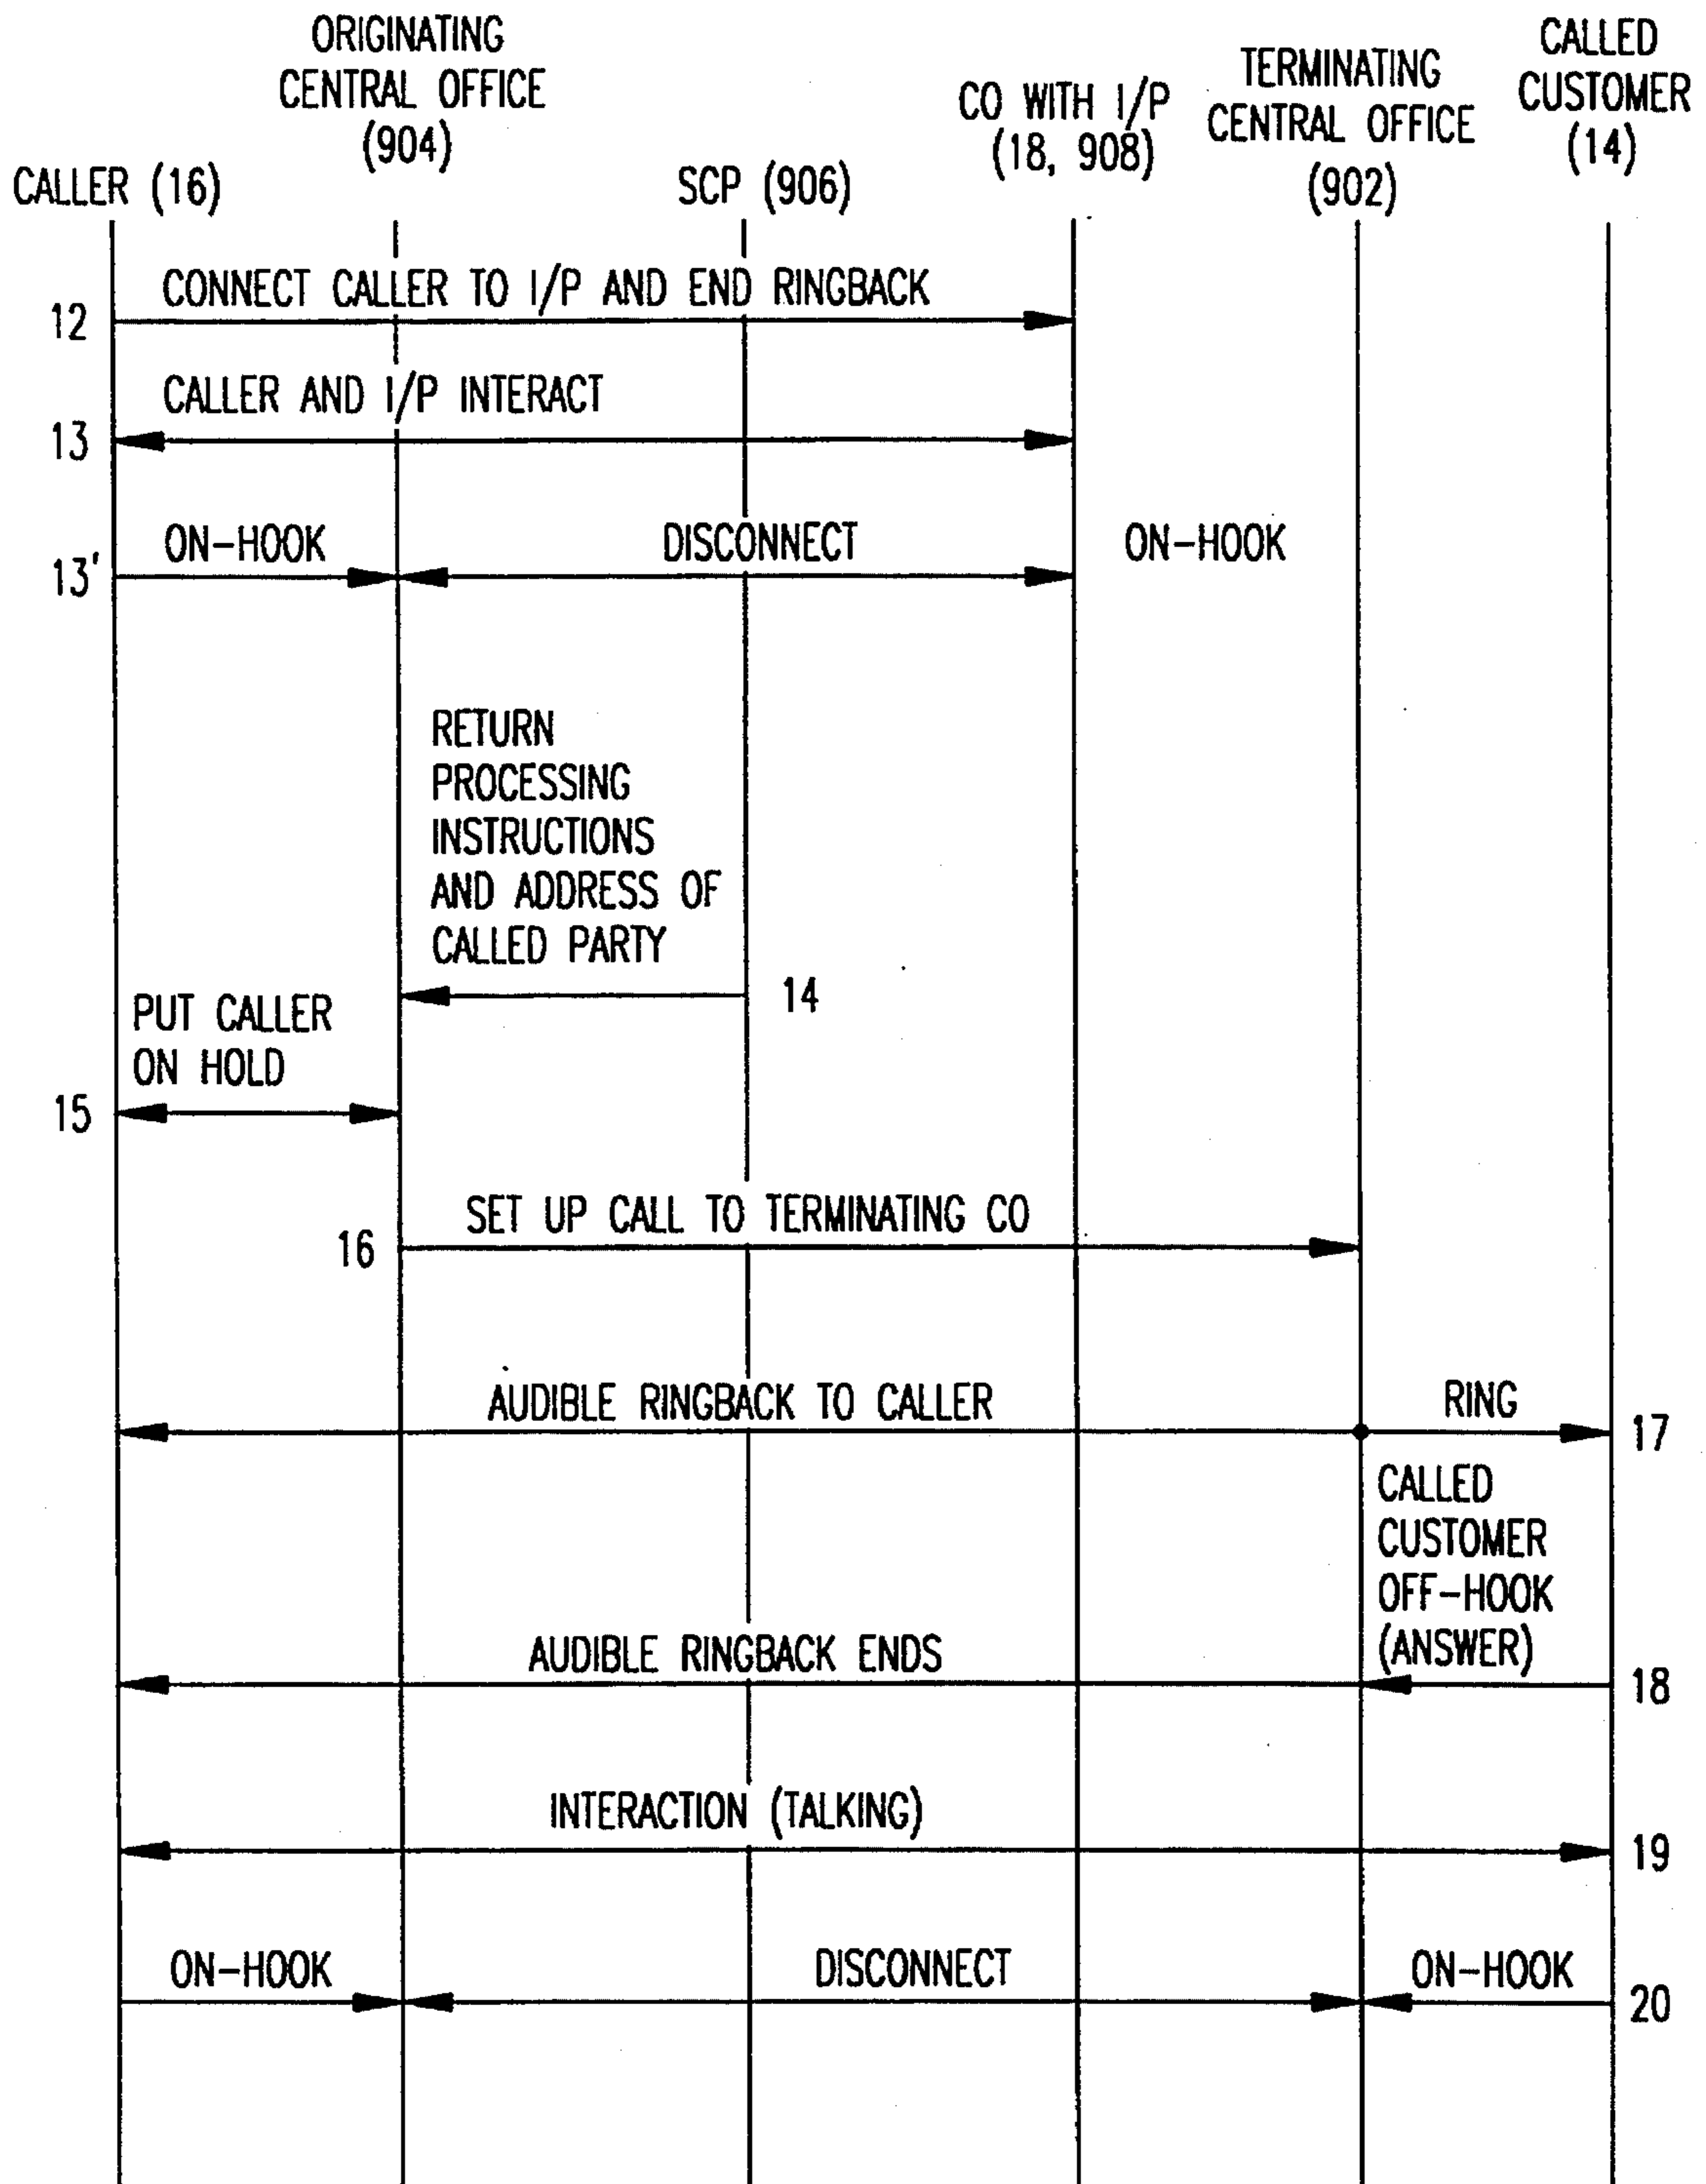 ORIGINATING
CENTRAL OFFICE
(904)
CALLED
CUSTOMER
(14)
TERMINATING
CENTRAL OFFICE
(902)
CO WITH I/P
(18, 908)
CALLER (16)
SCP (906)
CONNECT CALLER TO I/P AND END RINGBACK
12
CALLER AND I/P INTERACT
13
ON-HOOK
DISCONNECT
ON-HOOK
13'
RETURN
PROCESSING
INSTRUCTIONS
AND ADDRESS OF
CALLED PARTY
14
PUT CALLER
ON HOLD
15
SET UP CALL TO TERMINATING CO
16
AUDIBLE RINGBACK TO CALLER
RING
17
CALLED
CUSTOMER
OFF-HOOK
(ANSWER)
AUDIBLE RINGBACK ENDS
18
INTERACTION (TALKING)
19
ON-HOOK
DISCONNECT
ON-HOOK
20